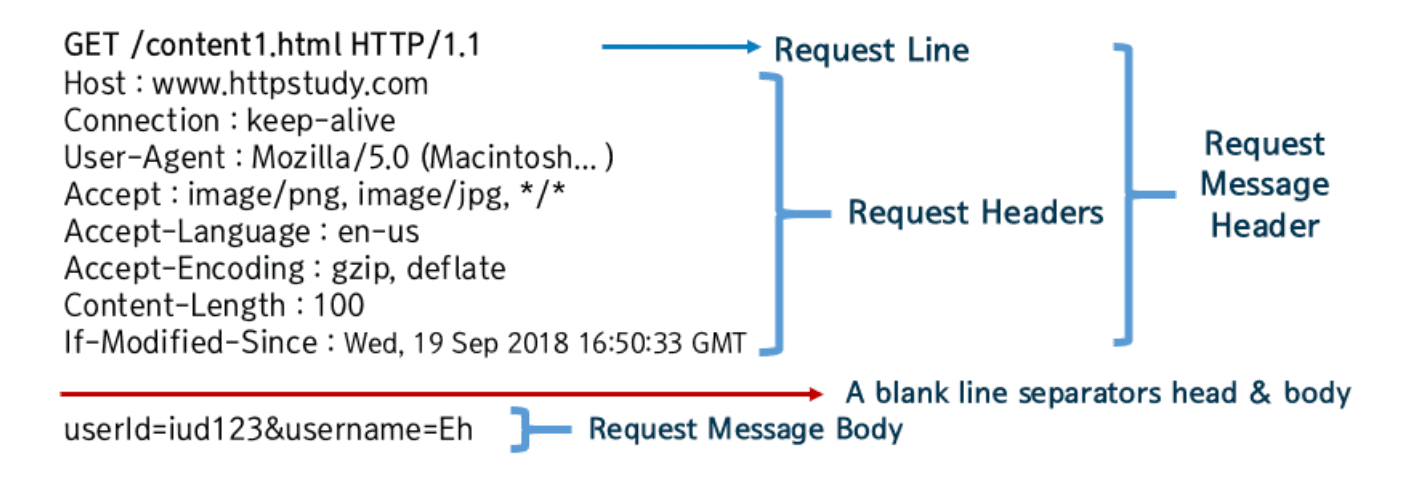 GET /content1.html HTTP/1.1
Request Line
Host : www.httpstudy.com
Connection : keep-alive
User-Agent : Mozilla/5.0 (Macintosh... )
Accept : image/png, image/jpg, */*
Accept-Language : en-us
Accept-Encoding : gzip, deflate
Content-Length : 100
If-Modified-Since : Wed, 19 Sep 2018 16:50:33 GMT
Request Headers
Request
Message
Header
A blank line separators head & body
userId=iud123&username=Eh
Request Message Body